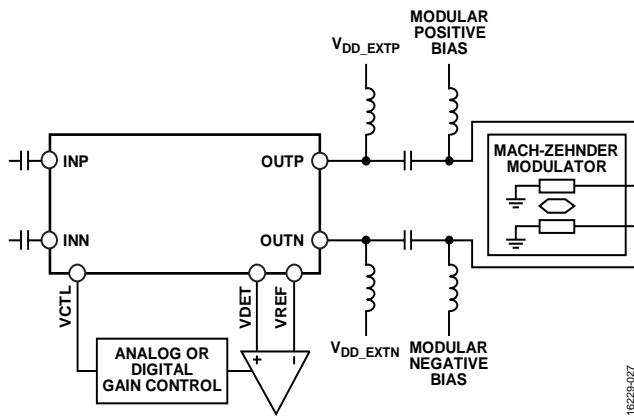 MODULAR
POSITIVE
BIAS
VDD_EXTP
INP
OUTP
MACH-ZEHNDER
MODULATOR
INN
OUTN
VCTL
VDET
VREF
+
–
ANALOG OR
DIGITAL
GAIN CONTROL
VDD_EXTN
MODULAR
NEGATIVE
BIAS
16229-027